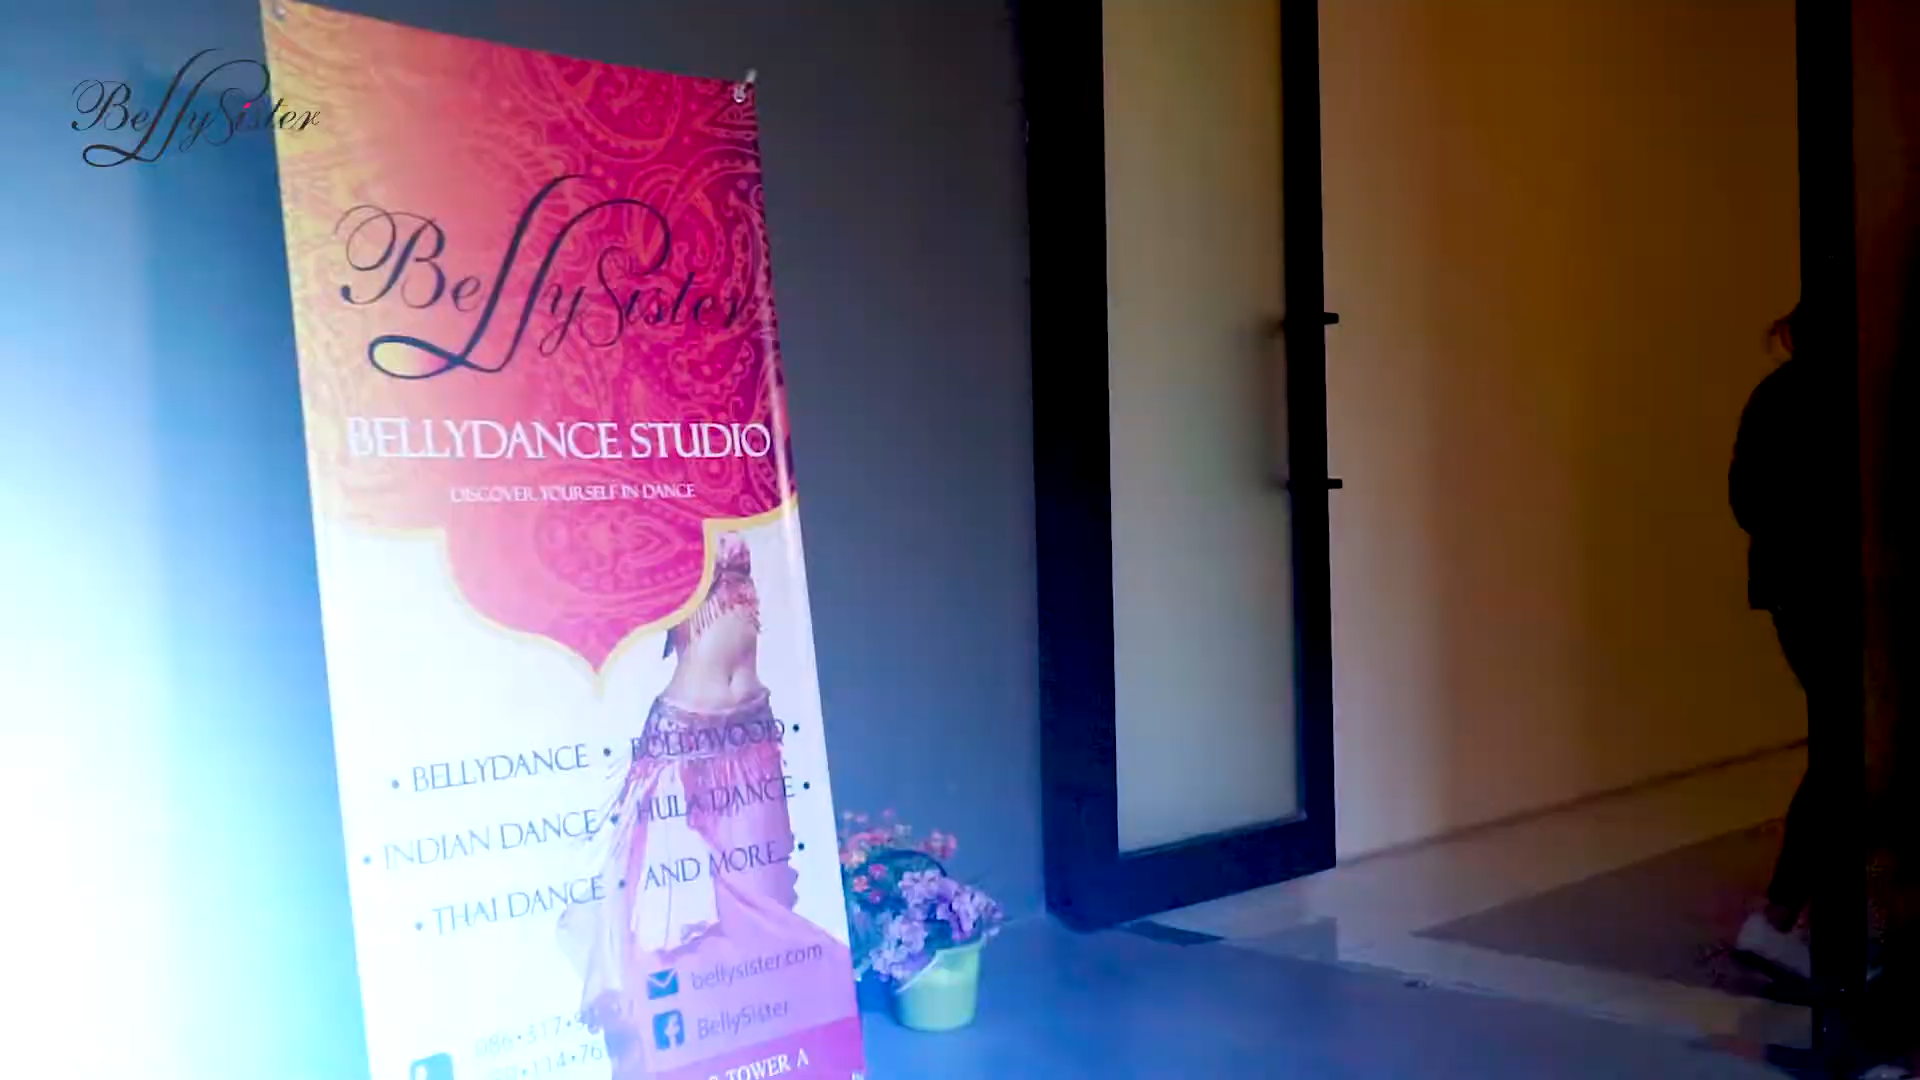 BellySister
BellySister
BELLYDANCE STUDIO
DISCOVER YOURSELF IN DANCE
• BELLYDANCE • BOLLYWOOD •
• INDIAN DANCE • HULA DANCE •
• THAI DANCE • AND MORE... •
bellysister.com
BellySister
TOWER A